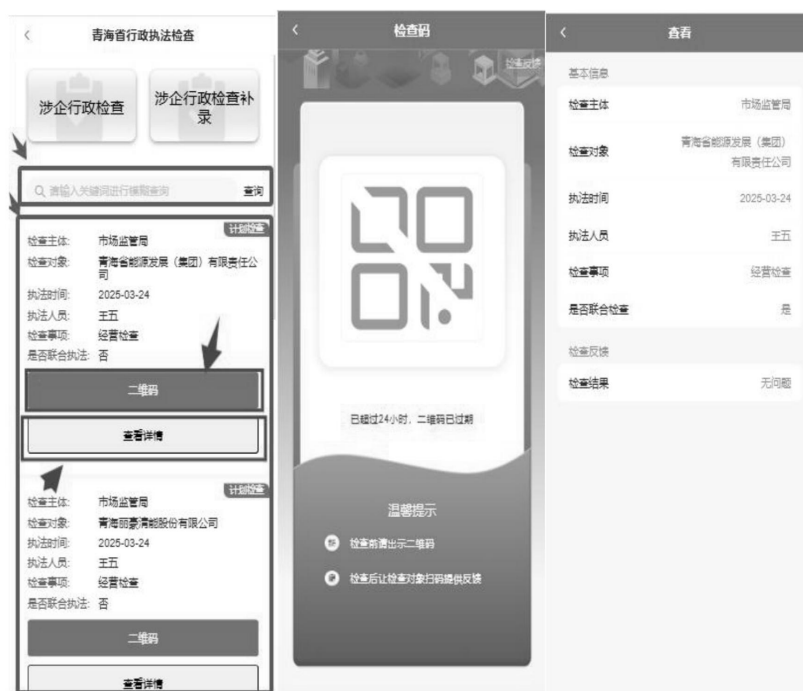 青海省行政执法检查
涉企行政检查
涉企行政检查补
录
请输入关键词进行模糊查询
查询
计划检查
检查主体: 市场监管局
检查对象: 青海省能源发展（集团）有限责任公
司
执法时间: 2025-03-24
执法人员: 王五
检查事项: 经营检查
是否联合执法: 否
二维码
查看详情
计划检查
检查主体: 市场监管局
检查对象: 青海丽豪清能股份有限公司
执法时间: 2025-03-24
执法人员: 王五
检查事项: 经营检查
是否联合执法: 否
二维码
查看详情
检查码
检查反馈
已超过24小时，二维码已过期
温馨提示
检查前请出示二维码
检查后让检查对象扫码提供反馈
查看
基本信息
检查主体 市场监管局
检查对象 青海省能源发展（集团）
有限责任公司
执法时间 2025-03-24
执法人员 王五
检查事项 经营检查
是否联合检查 是
检查反馈
检查结果 无问题